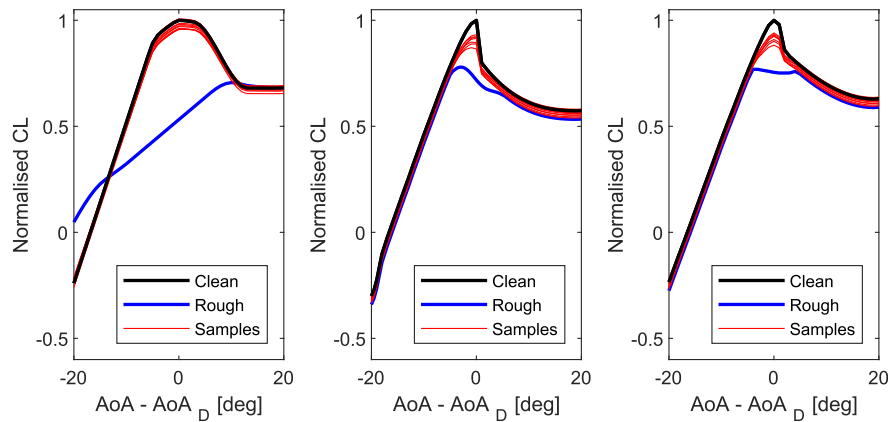 Normalised CL
1
0.5
0
-0.5
-20
0
20
AoA - AoA D [deg]
Clean
Rough
Samples
Normalised CL
1
0.5
0
-0.5
-20
0
20
AoA - AoA D [deg]
Clean
Rough
Samples
Normalised CL
1
0.5
0
-0.5
-20
0
20
AoA - AoA D [deg]
Clean
Rough
Samples